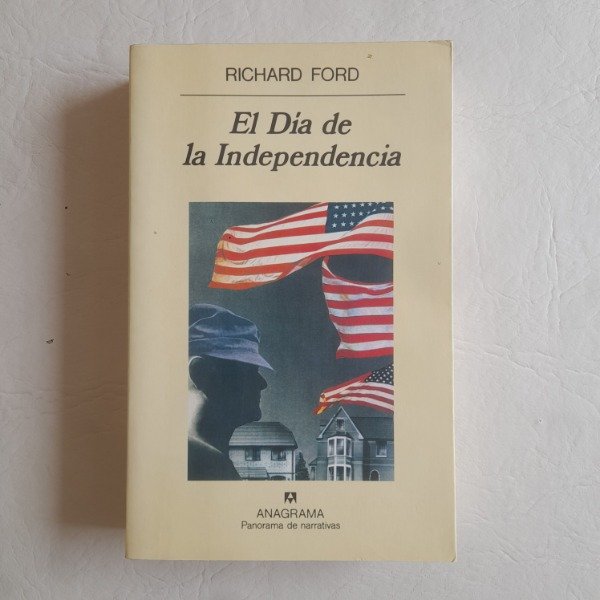 RICHARD FORD
El Día de
la Independencia
ANAGRAMA
Panorama de narrativas